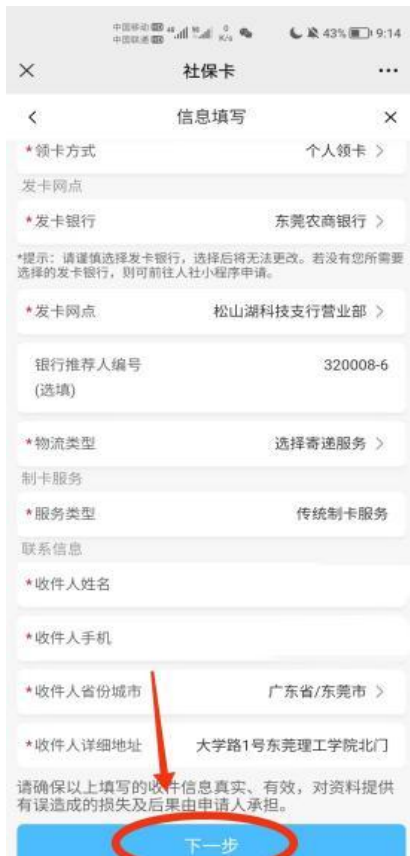 中国移动 HD 4G 5G 0 43% 9:14
中国联通 HD K/s
× 社保卡 ...
< 信息填写 ×
*领卡方式 个人领卡 >
发卡网点
*发卡银行 东莞农商银行 >
*提示：请谨慎选择发卡银行，选择后将无法更改。若没有您所需要
选择的发卡银行，则可前往人社小程序申请。
*发卡网点 松山湖科技支行营业部 >
银行推荐人编号 320008-6
(选填)
*物流类型 选择寄递服务 >
制卡服务
*服务类型 传统制卡服务
联系信息
*收件人姓名
*收件人手机
*收件人省份城市 广东省/东莞市 >
*收件人详细地址 大学路1号东莞理工学院北门
请确保以上填写的收件信息真实、有效，对资料提供
有误造成的损失及后果由申请人承担。
下一步